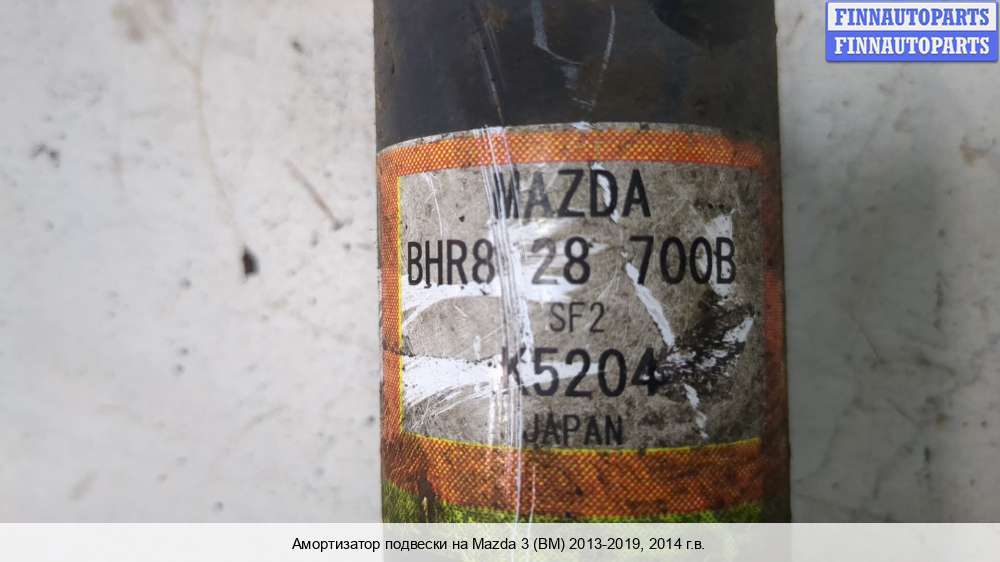 FINNAUTOPARTS
FINNAUTOPARTS
MAZDA
BHR8 28 700B
SF2
K5204
JAPAN
Амортизатор подвески на Mazda 3 (BM) 2013-2019, 2014 г.в.